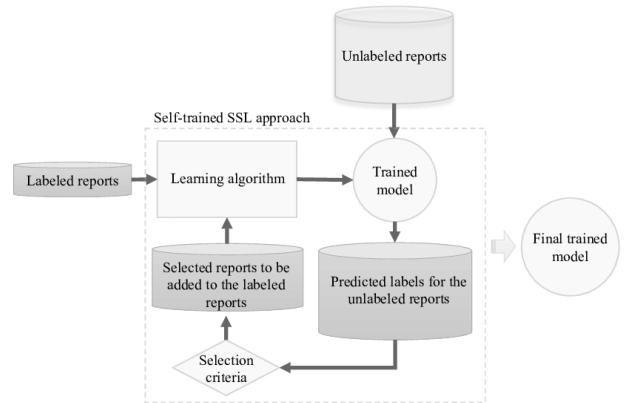 Unlabeled reports
Self-trained SSL approach
Labeled reports
Learning algorithm
Trained
model
Final trained
model
Selected reports to be
added to the labeled
reports
Predicted labels for the
unlabeled reports
Selection
criteria